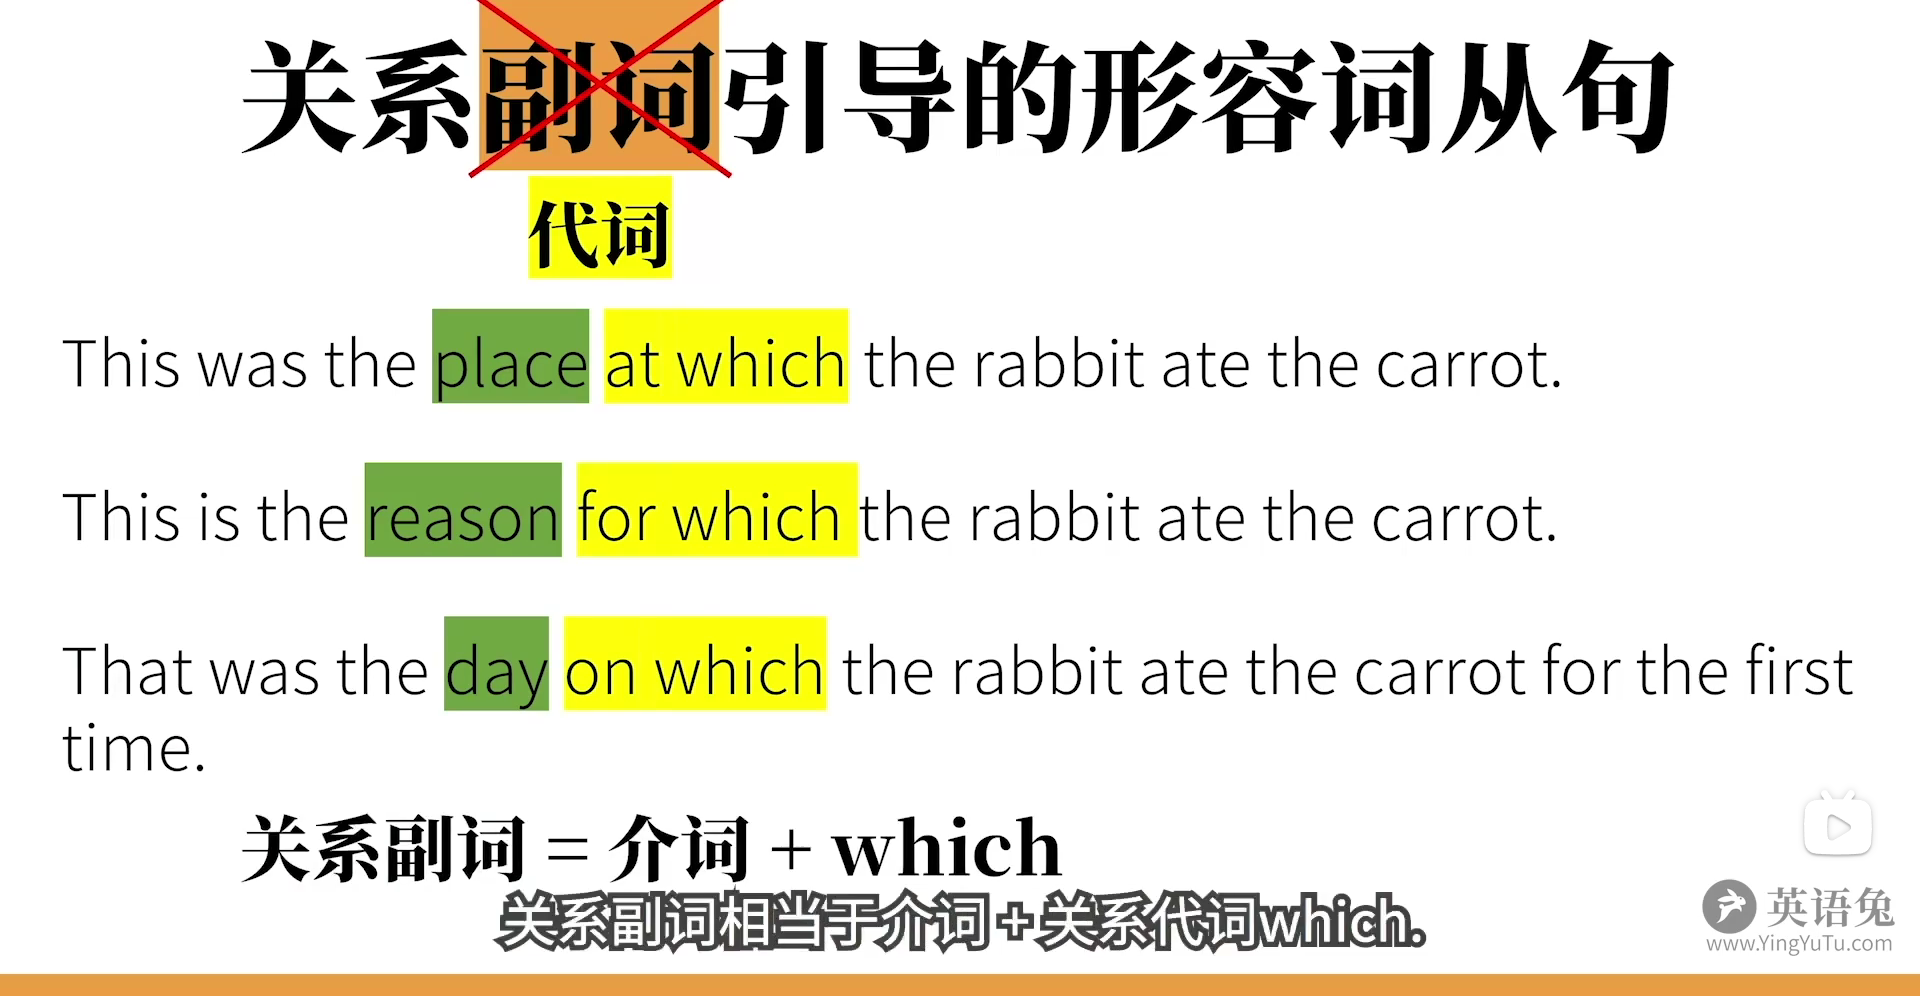 关系副词引导的形容词从句
代词
This was the place at which the rabbit ate the carrot.
This is the reason for which the rabbit ate the carrot.
That was the day on which the rabbit ate the carrot for the first
time.
关系副词 = 介词 + which
关系副词相当于介词 + 关系代词which.
英语兔
www.YingYuTu.com